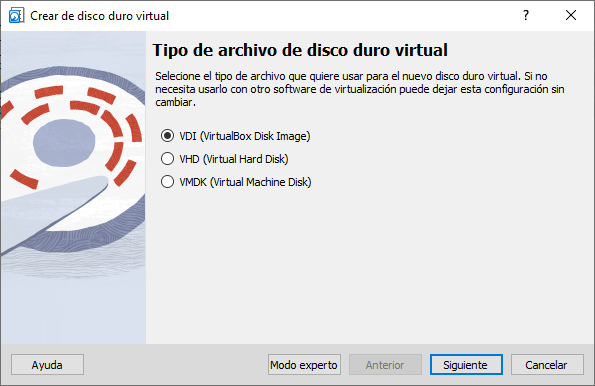 Crear de disco duro virtual
Tipo de archivo de disco duro virtual
Selecione el tipo de archivo que quiere usar para el nuevo disco duro virtual. Si no
necesita usarlo con otro software de virtualización puede dejar esta configuración sin
cambiar.
VDI (VirtualBox Disk Image)
VHD (Virtual Hard Disk)
VMDK (Virtual Machine Disk)
Ayuda Modo experto Anterior Siguiente Cancelar